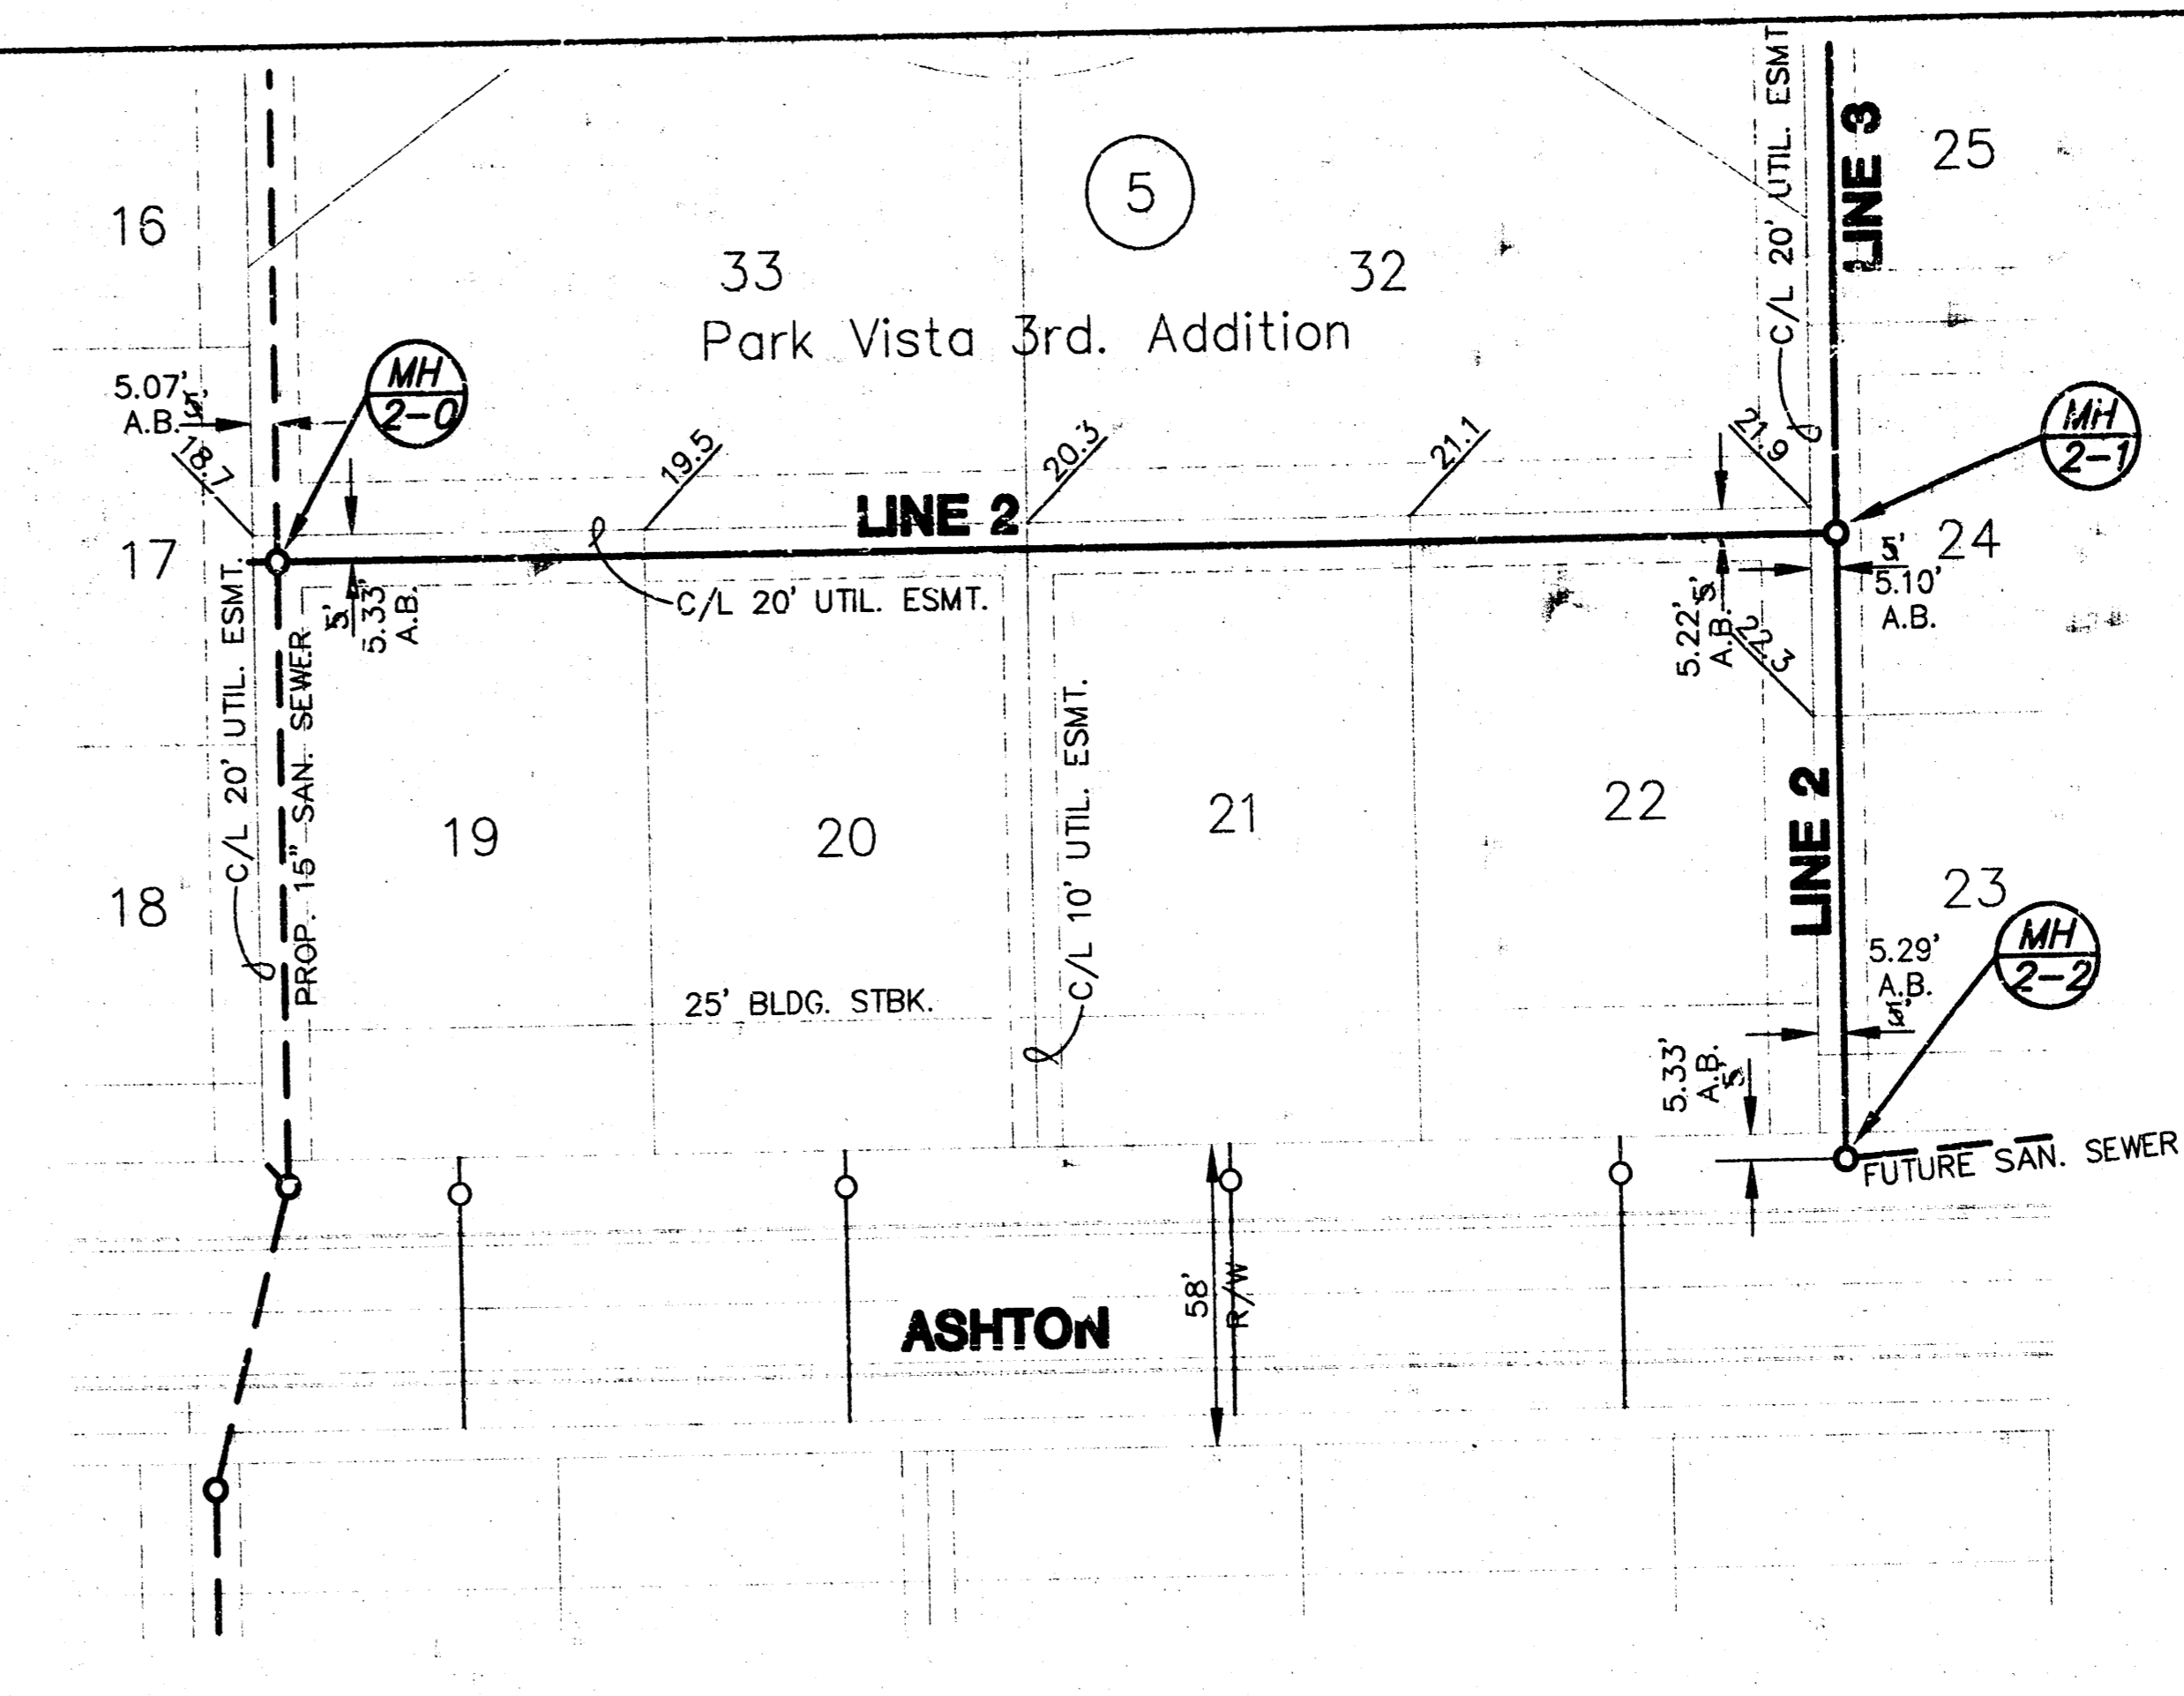 C/L 20' UTIL. ESMT
LINE 3
25
16
5
33
32
Park Vista 3rd. Addition
5.07'
A.B.
5'
MH
2-0
18.7
19.5
20.3
21.1
21.9
MH
2-1
LINE 2
17
24
5'
5.10'
A.B.
5'
5.33'
A.B.
C/L 20' UTIL. ESMT.
5.22'
A.B.
5'
22.3
C/L 20' UTIL. ESMT.
PROP. 15" SAN. SEWER
C/L 10' UTIL. ESMT.
LINE 2
18
19
20
21
22
23
MH
2-2
5.29'
A.B.
5'
25' BLDG. STBK.
5.33'
A.B.
5'
FUTURE SAN. SEWER
58'
R/W
ASHTON